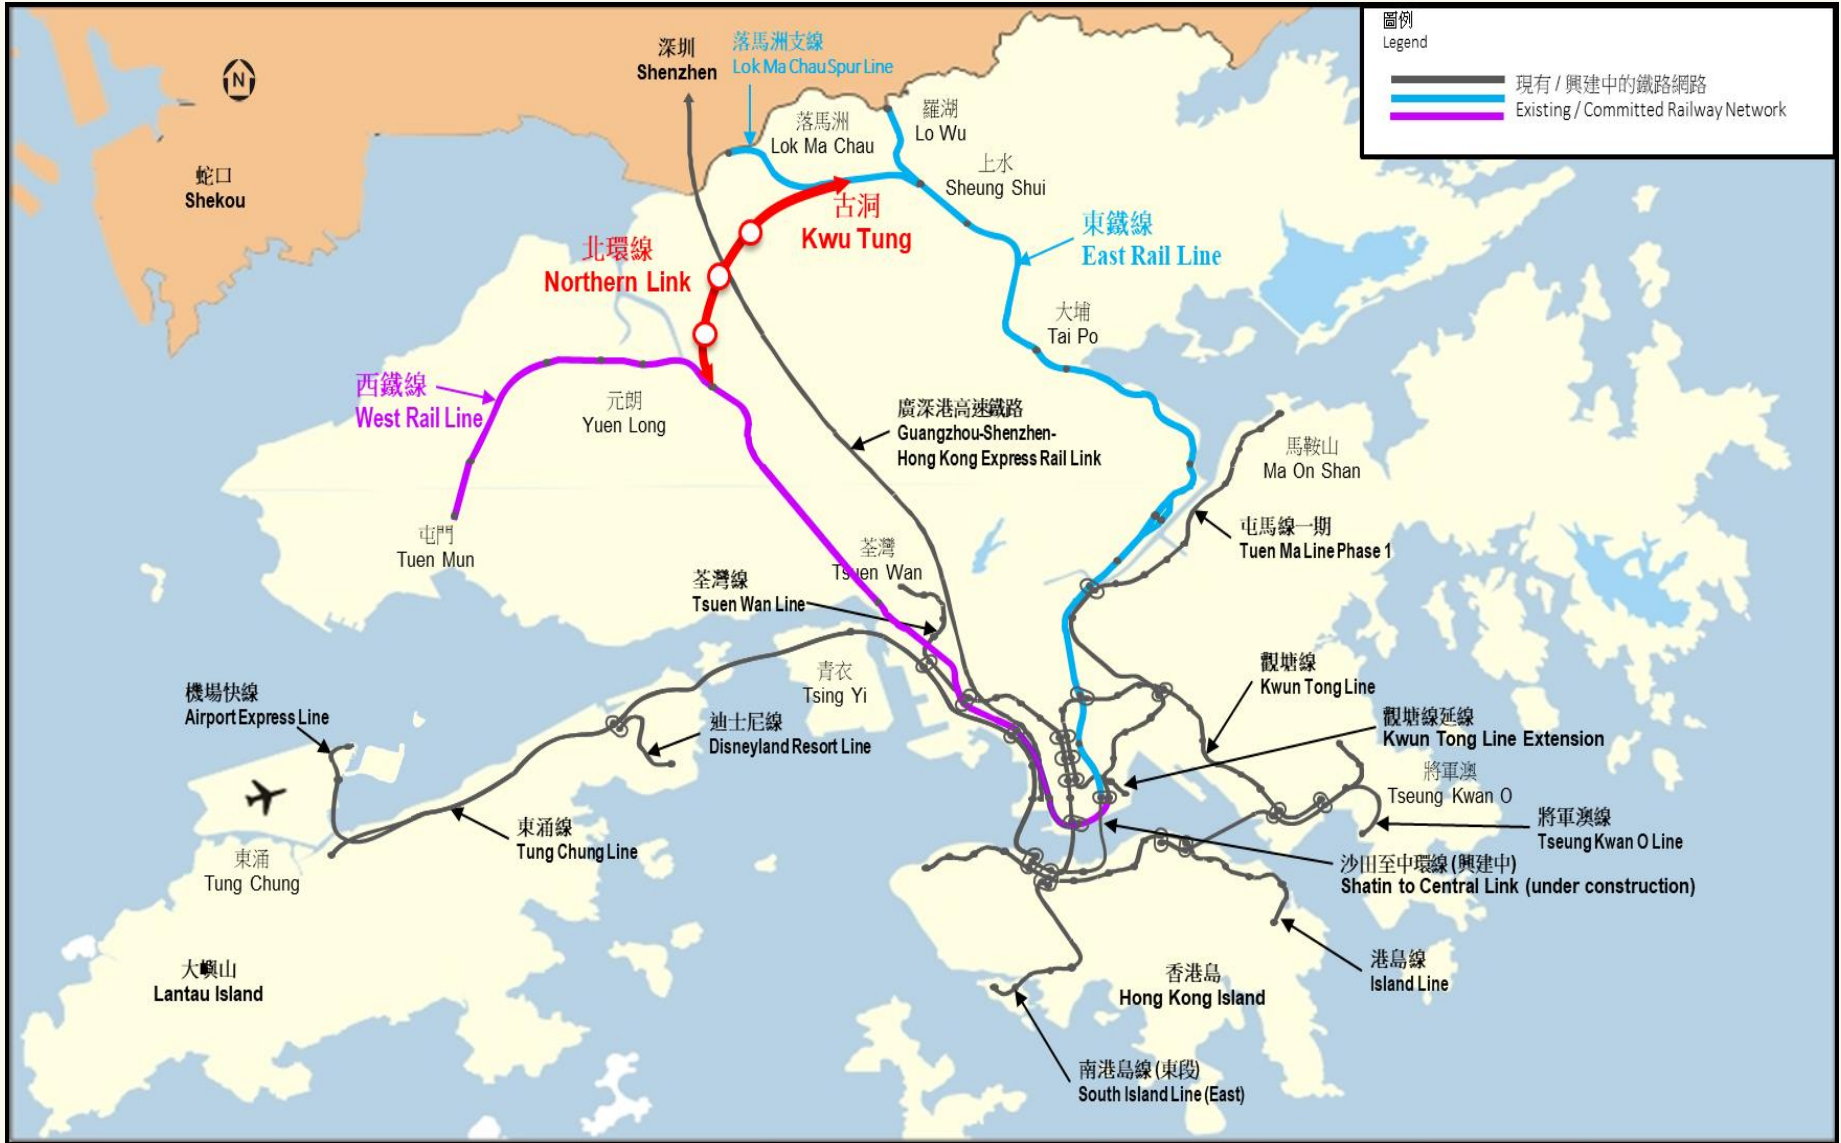 圖例
Legend
現有 / 興建中的鐵路網路
Existing / Committed Railway Network
N
深圳
Shenzhen
落馬洲支線
Lok Ma Chau Spur Line
落馬洲
Lok Ma Chau
羅湖
Lo Wu
上水
Sheung Shui
蛇口
Shekou
古洞
Kwu Tung
北環線
Northern Link
東鐵線
East Rail Line
大埔
Tai Po
西鐵線
West Rail Line
元朗
Yuen Long
廣深港高速鐵路
Guangzhou-Shenzhen-
Hong Kong Express Rail Link
馬鞍山
Ma On Shan
屯門
Tuen Mun
荃灣
Tsuen Wan
屯馬線一期
Tuen Ma Line Phase 1
荃灣線
Tsuen Wan Line
青衣
Tsing Yi
觀塘線
Kwun Tong Line
機場快線
Airport Express Line
迪士尼線
Disneyland Resort Line
觀塘線延線
Kwun Tong Line Extension
將軍澳
Tseung Kwan O
東涌線
Tung Chung Line
將軍澳線
Tseung Kwan O Line
東涌
Tung Chung
沙田至中環線 (興建中)
Shatin to Central Link (under construction)
大嶼山
Lantau Island
香港島
Hong Kong Island
港島線
Island Line
南港島線 (東段)
South Island Line (East)